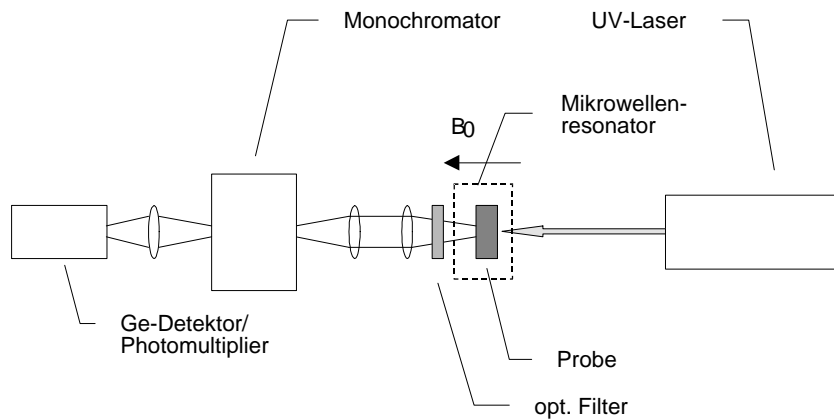 Monochromator
UV-Laser
Mikrowellen-
resonator
B0
Ge-Detektor/
Photomultiplier
Probe
opt. Filter